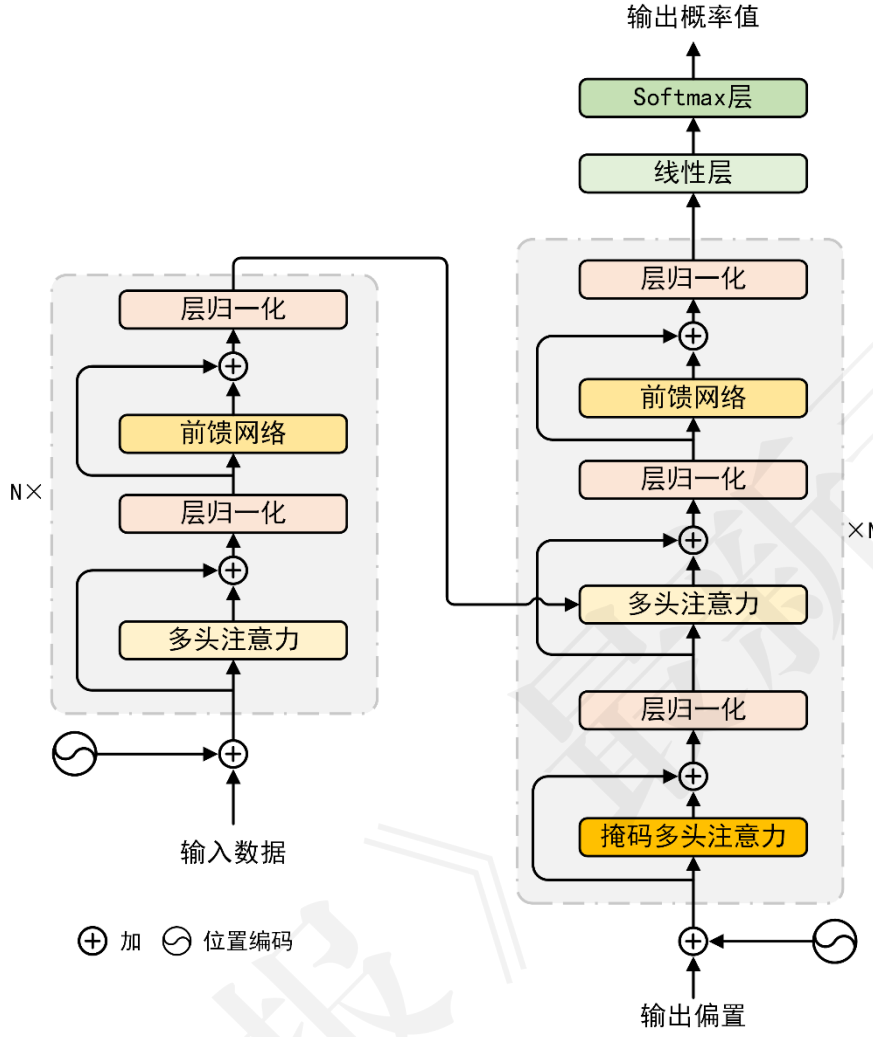 输出概率值
Softmax层
线性层
层归一化
前馈网络
层归一化
多头注意力
层归一化
掩码多头注意力
×N
输出偏置
层归一化
前馈网络
层归一化
多头注意力
N×
输入数据
加
位置编码
最新
报》